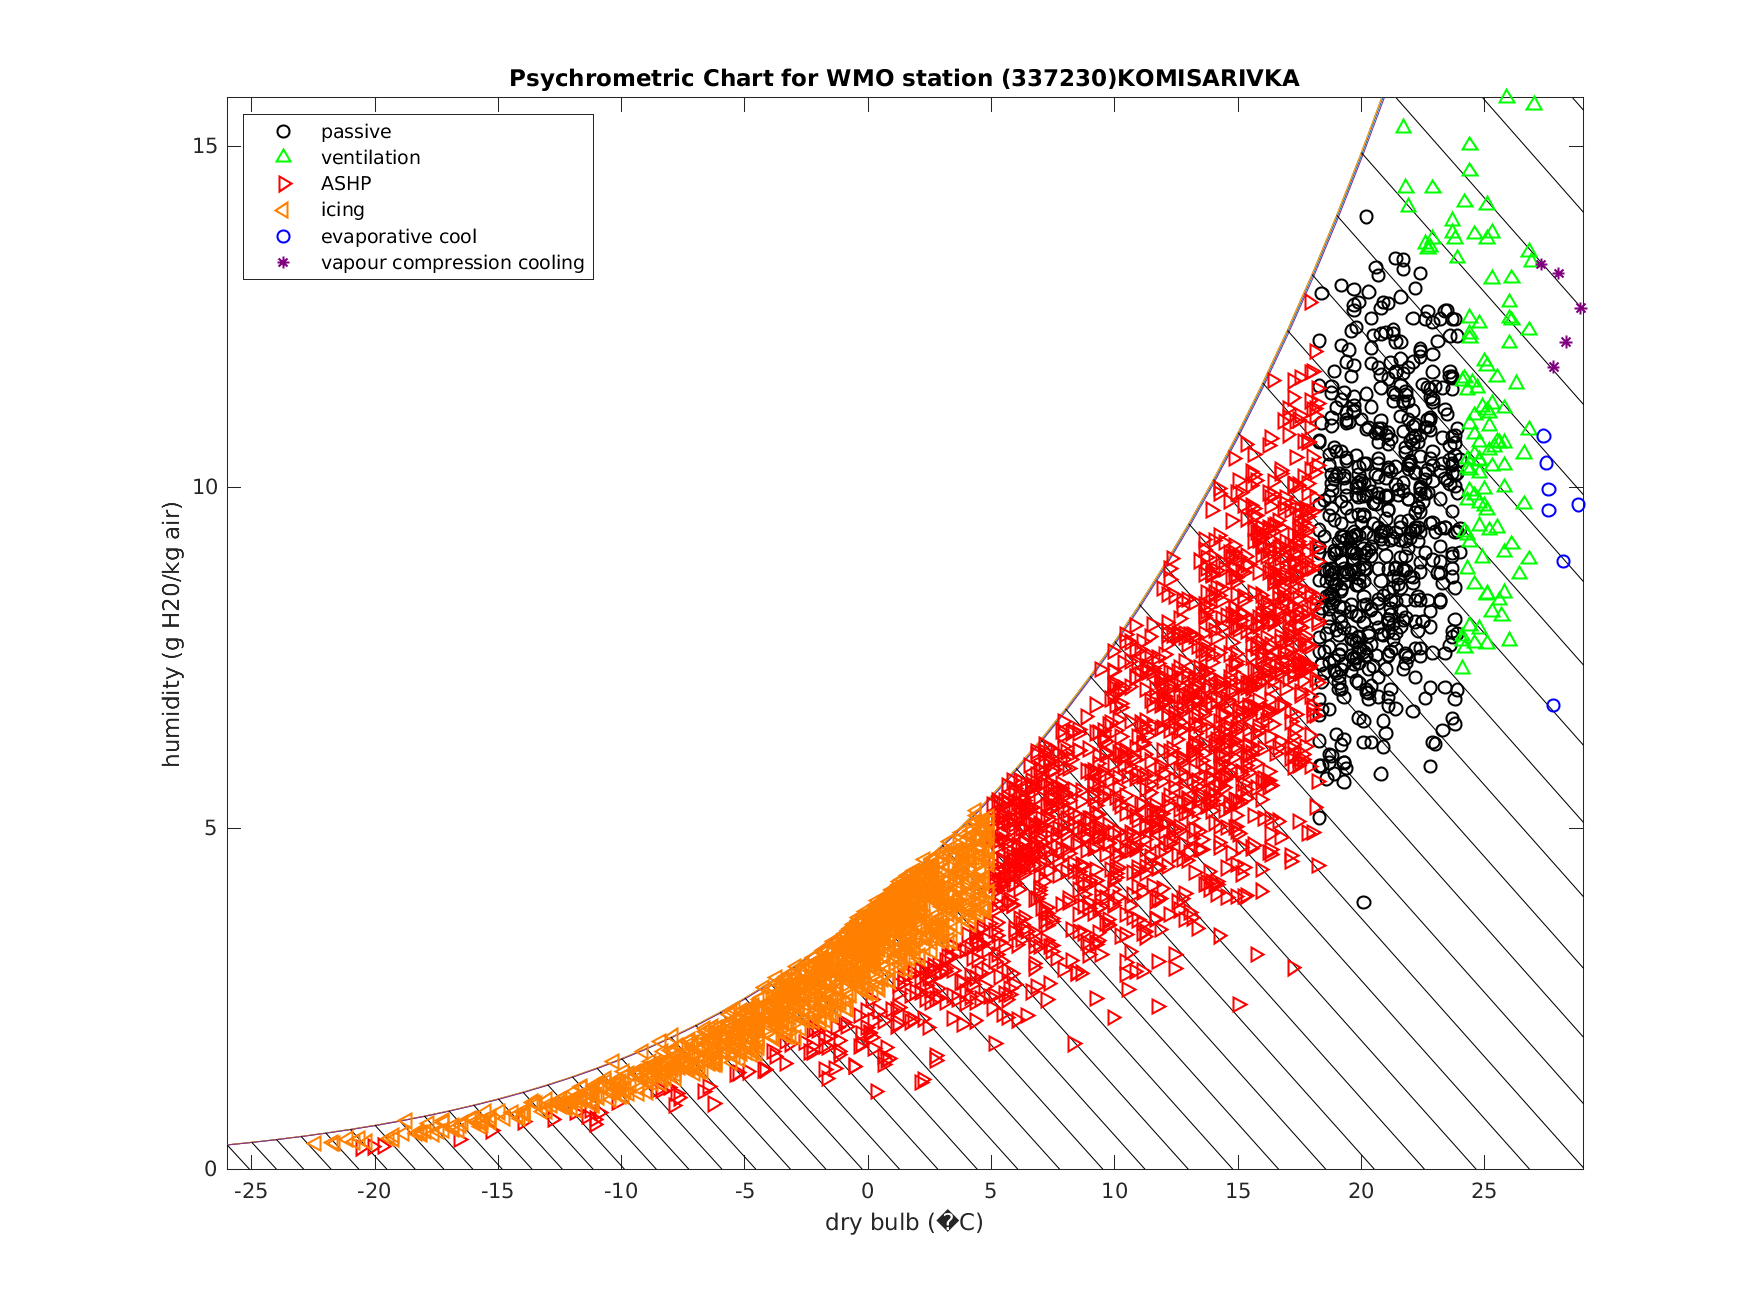 Psychrometric Chart for WMO station (337230)KOMISARIVKA
passive
ventilation
ASHP
icing
evaporative cool
vapour compression cooling
15
10
5
0
humidity (g H20/kg air)
-25 -20 -15 -10 -5 0 5 10 15 20 25
dry bulb (�C)